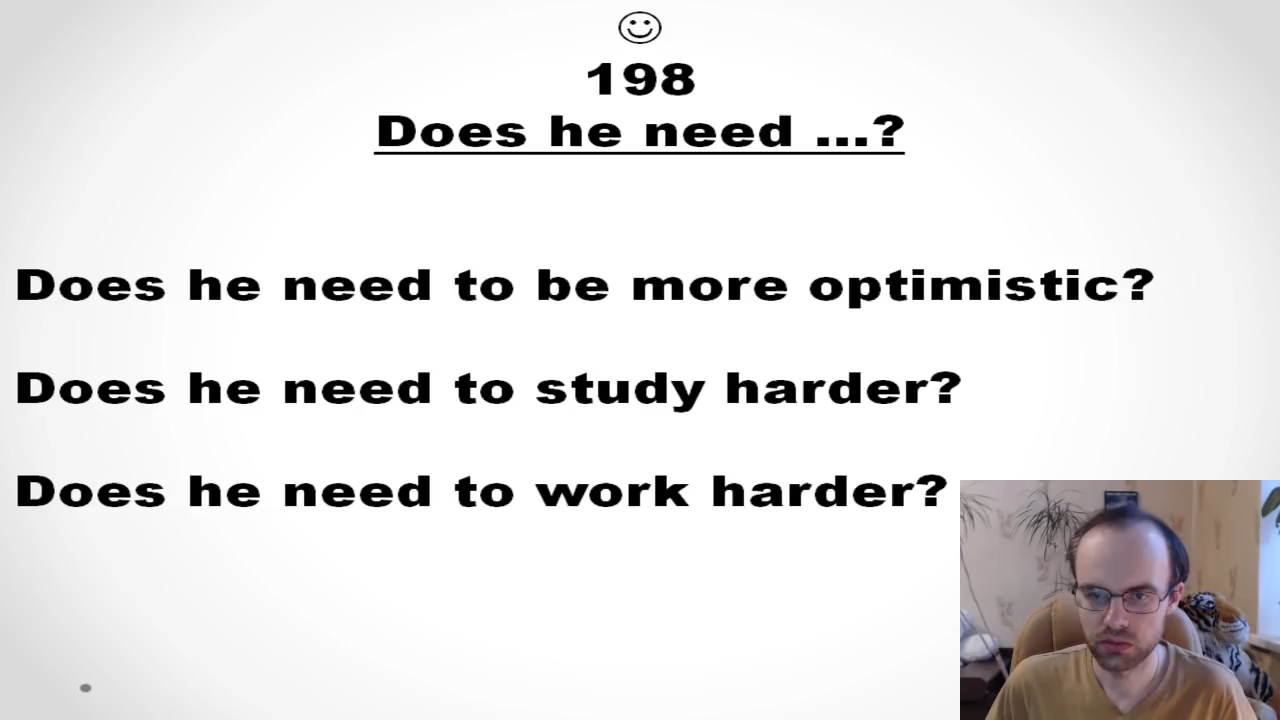 198
Does he need ...?
Does he need to be more optimistic?
Does he need to study harder?
Does he need to work harder?